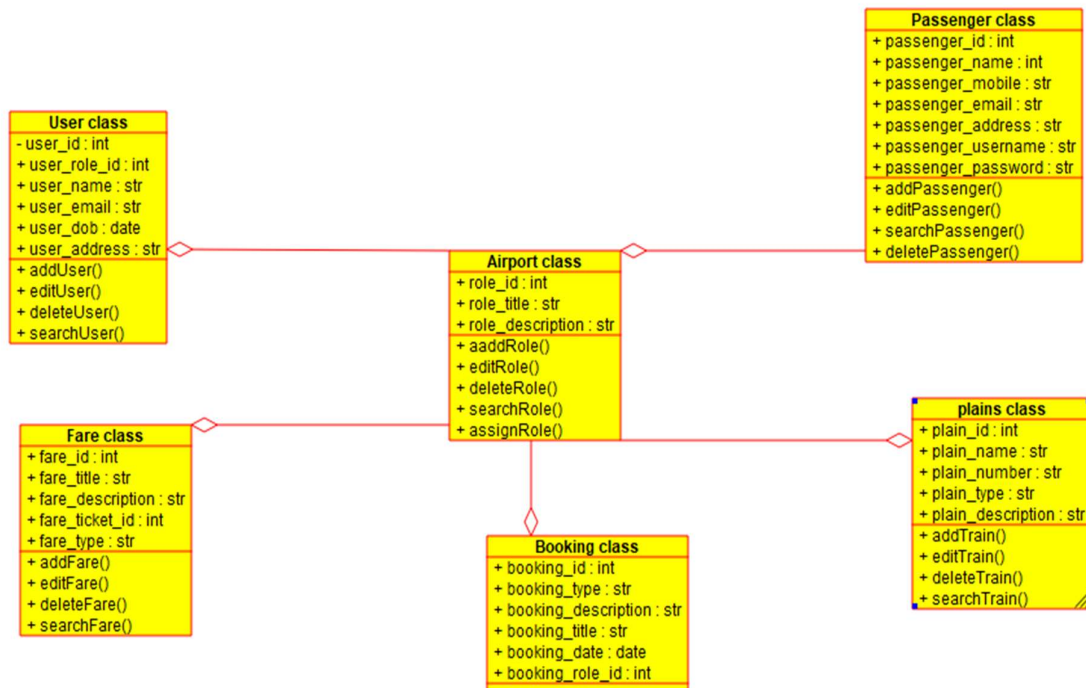 Passenger class
+ passenger_id : int
+ passenger_name : int
+ passenger_mobile : str
+ passenger_email : str
+ passenger_address : str
+ passenger_username : str
+ passenger_password : str
+ addPassenger()
+ editPassenger()
+ searchPassenger()
+ deletePassenger()
User class
- user_id : int
+ user_role_id : int
+ user_name : str
+ user_email : str
+ user_dob : date
+ user_address : str
+ addUser()
+ editUser()
+ deleteUser()
+ searchUser()
Airport class
+ role_id : int
+ role_title : str
+ role_description : str
+ aaddRole()
+ editRole()
+ deleteRole()
+ searchRole()
+ assignRole()
Fare class
+ fare_id : int
+ fare_title : str
+ fare_description : str
+ fare_ticket_id : int
+ fare_type : str
+ addFare()
+ editFare()
+ deleteFare()
+ searchFare()
plains class
+ plain_id : int
+ plain_name : str
+ plain_number : str
+ plain_type : str
+ plain_description : str
+ addTrain()
+ editTrain()
+ deleteTrain()
+ searchTrain()
Booking class
+ booking_id : int
+ booking_type : str
+ booking_description : str
+ booking_title : str
+ booking_date : date
+ booking_role_id : int